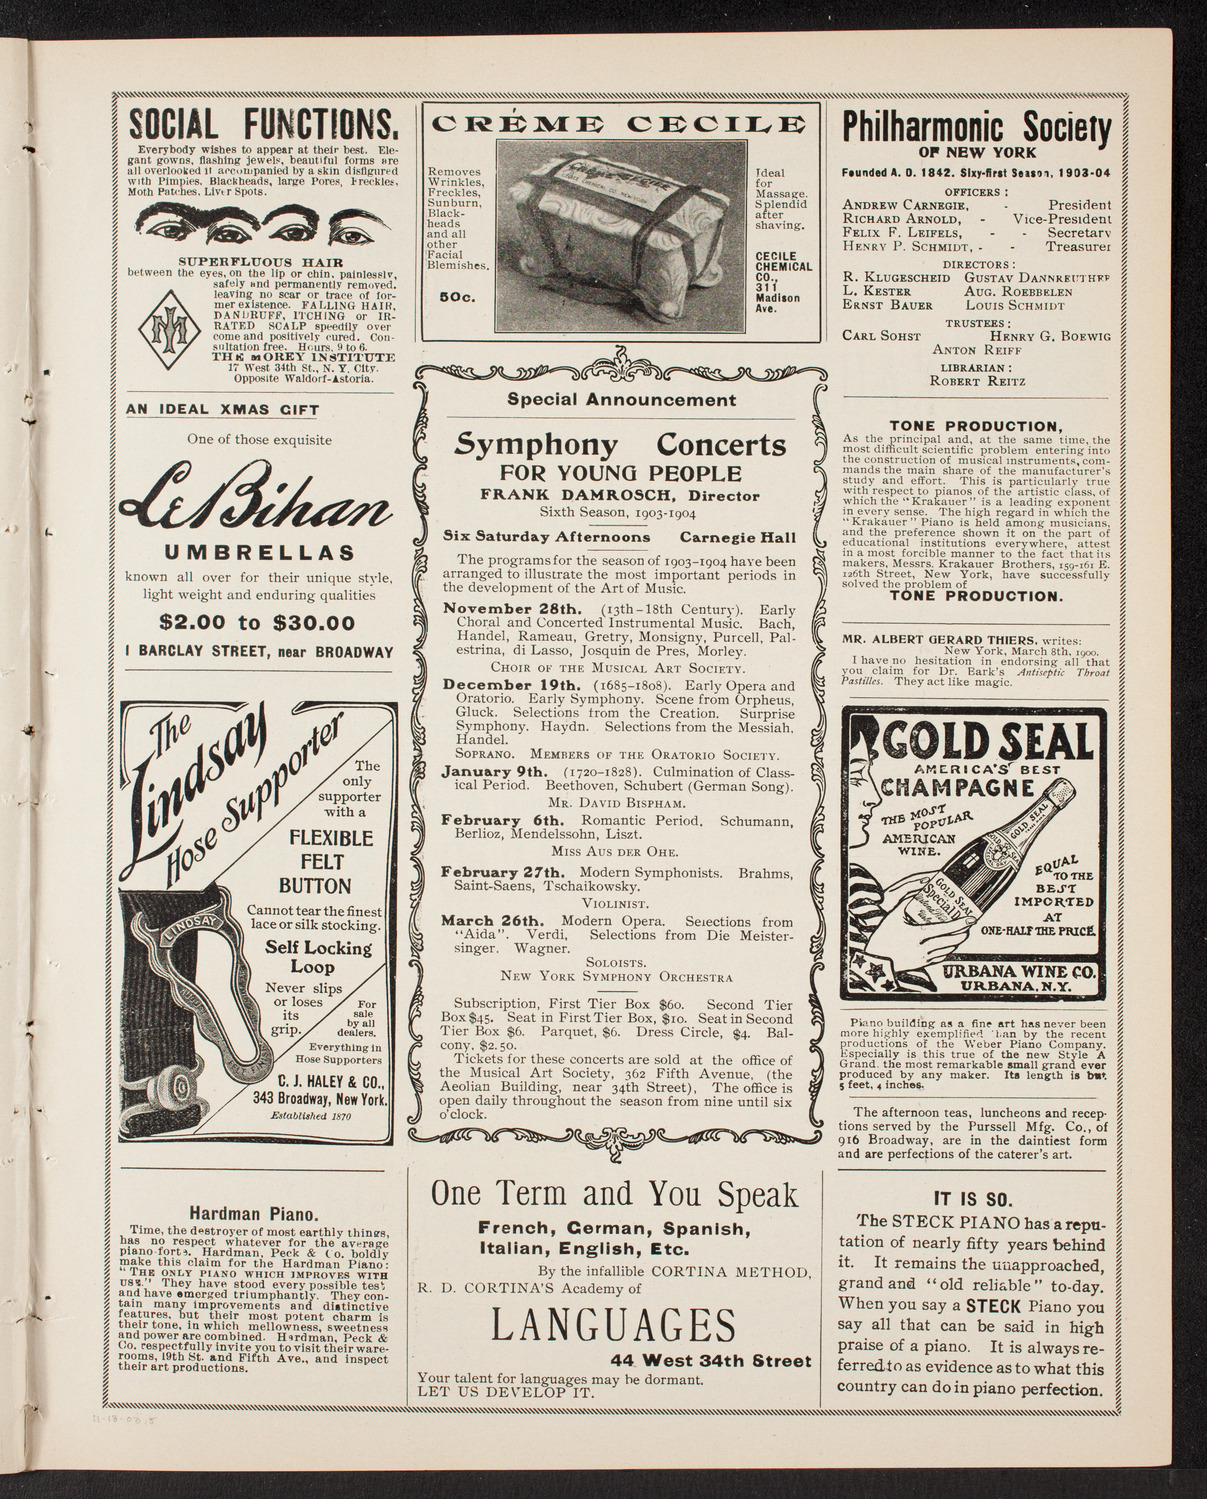 SOCIAL FUNCTIONS.
Everybody wishes to appear at their best. Ele-
gant gowns, flashing jewels, beautiful forms are
all overlooked if accompanied by a skin disfigured
with Pimples, Blackheads, large Pores, Freckles,
Moth Patches, Liver Spots.
SUPERFLUOUS HAIR
between the eyes, on the lip or chin, painlessly,
safely and permanently removed,
leaving no scar or trace of for-
mer existence. FALLING HAIR,
DANDRUFF, ITCHING or IR-
RATED SCALP speedily over
come and positively cured. Con-
sultation free. Hours, 9 to 6.
THE MOREY INSTITUTE
17 West 34th St., N. Y. City.
Opposite Waldorf-Astoria.
AN IDEAL XMAS GIFT
One of those exquisite
LeBihan
UMBRELLAS
known all over for their unique style,
light weight and enduring qualities
$2.00 to $30.00
1 BARCLAY STREET, near BROADWAY
The
Lindsay
Hose Supporter
The
only
supporter
with a
FLEXIBLE
FELT
BUTTON
Cannot tear the finest
lace or silk stocking.
Self Locking
Loop
Never slips
or loses
its
grip.
For
sale
by all
dealers.
Everything in
Hose Supporters
LINDSAY
C. J. HALEY & CO.,
343 Broadway, New York.
Established 1870
Hardman Piano.
Time, the destroyer of most earthly things,
has no respect whatever for the average
piano-forte. Hardman, Peck & Co. boldly
make this claim for the Hardman Piano:
"THE ONLY PIANO WHICH IMPROVES WITH
USE." They have stood every possible test
and have emerged triumphantly. They con-
tain many improvements and distinctive
features, but their most potent charm is
their tone, in which mellowness, sweetness
and power are combined. Hardman, Peck &
Co. respectfully invite you to visit their ware-
rooms, 19th St. and Fifth Ave., and inspect
their art productions.
CRÉME CECILE
Removes
Wrinkles,
Freckles,
Sunburn,
Black-
heads
and all
other
Facial
Blemishes.
50c.
Ideal
for
Massage.
Splendid
after
shaving.
CECILE
CHEMICAL
CO.,
311
Madison
Ave.
Special Announcement
Symphony Concerts
FOR YOUNG PEOPLE
FRANK DAMROSCH, Director
Sixth Season, 1903-1904
Six Saturday Afternoons Carnegie Hall
The programs for the season of 1903-1904 have been
arranged to illustrate the most important periods in
the development of the Art of Music.
November 28th. (13th-18th Century). Early
Choral and Concerted Instrumental Music. Bach,
Handel, Rameau, Gretry, Monsigny, Purcell, Pal-
estrina, di Lasso, Josquin de Pres, Morley.
CHOIR OF THE MUSICAL ART SOCIETY.
December 19th. (1685-1808). Early Opera and
Oratorio. Early Symphony. Scene from Orpheus,
Gluck. Selections from the Creation. Surprise
Symphony. Haydn. Selections from the Messiah,
Handel.
SOPRANO. MEMBERS OF THE ORATORIO SOCIETY.
January 9th. (1720-1828). Culmination of Class-
ical Period. Beethoven, Schubert (German Song).
MR. DAVID BISPHAM.
February 6th. Romantic Period. Schumann,
Berlioz, Mendelssohn, Liszt.
MISS AUS DER OHE.
February 27th. Modern Symphonists. Brahms,
Saint-Saens, Tschaikowsky.
VIOLINIST.
March 26th. Modern Opera. Selections from
"Aida". Verdi, Selections from Die Meister-
singer. Wagner.
SOLOISTS.
NEW YORK SYMPHONY ORCHESTRA
Subscription, First Tier Box $60. Second Tier
Box $45. Seat in First Tier Box, $10. Seat in Second
Tier Box $6. Parquet, $6. Dress Circle, $4. Bal-
cony, $2.50.
Tickets for these concerts are sold at the office of
the Musical Art Society, 362 Fifth Avenue, (the
Aeolian Building, near 34th Street), The office is
open daily throughout the season from nine until six
o'clock.
One Term and You Speak
French, German, Spanish,
Italian, English, Etc.
By the infallible CORTINA METHOD,
R. D. CORTINA'S Academy of
LANGUAGES
44 West 34th Street
Your talent for languages may be dormant.
LET US DEVELOP IT.
Philharmonic Society
OF NEW YORK
Founded A. D. 1842. Sixy-first Season, 1903-04
OFFICERS:
ANDREW CARNEGIE, - President
RICHARD ARNOLD, - Vice-President
FELIX F. LEIFELS, - - Secretary
HENRY P. SCHMIDT, - - Treasurer
DIRECTORS:
R. KLUGESCHEID GUSTAV DANNREUTHER
L. KESTER AUG. ROEBBELEN
ERNST BAUER LOUIS SCHMIDT
TRUSTEES:
CARL SOHST HENRY G. BOEWIG
ANTON REIFF
LIBRARIAN:
ROBERT REITZ
TONE PRODUCTION,
As the principal and, at the same time, the
most difficult scientific problem entering into
the construction of musical instruments, com-
mands the main share of the manufacturer's
study and effort. This is particularly true
with respect to pianos of the artistic class, of
which the "Krakauer" is a leading exponent
in every sense. The high regard in which the
"Krakauer" Piano is held among musicians,
and the preference shown it on the part of
educational institutions everywhere, attest
in a most forcible manner to the fact that its
makers, Messrs. Krakauer Brothers, 159-161 E.
126th Street, New York, have successfully
solved the problem of
TONE PRODUCTION.
MR. ALBERT GERARD THIERS, writes:
New York, March 8th, 1900.
I have no hesitation in endorsing all that
you claim for Dr. Bark's Antiseptic Throat
Pastilles. They act like magic.
GOLD SEAL
AMERICA'S BEST
CHAMPAGNE
THE MOST
POPULAR
AMERICAN
WINE.
GOLD SEAL
GOLD SEAL
Special Dry
EQUAL
TO THE
BEST
IMPORTED
AT
ONE-HALF THE PRICE.
URBANA WINE CO.
URBANA, N.Y.
Piano building as a fine art has never been
more highly exemplified than by the recent
productions of the Weber Piano Company.
Especially is this true of the new Style A
Grand, the most remarkable small grand ever
produced by any maker. Its length is but
5 feet, 4 inches.
The afternoon teas, luncheons and recep-
tions served by the Purssell Mfg. Co., of
916 Broadway, are in the daintiest form
and are perfections of the caterer's art.
IT IS SO.
The STECK PIANO has a repu-
tation of nearly fifty years behind
it. It remains the unapproached,
grand and "old reliable" to-day.
When you say a STECK Piano you
say all that can be said in high
praise of a piano. It is always re-
ferred to as evidence as to what this
country can do in piano perfection.